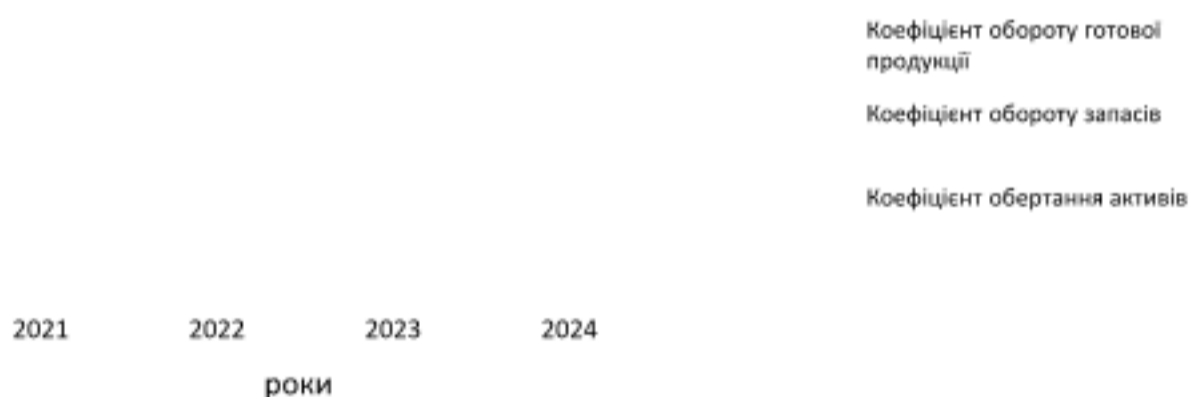 Коефіцієнт обороту готової
продукції
Коефіцієнт обороту запасів
Коефіцієнт обертання активів
2021 2022 2023 2024
роки